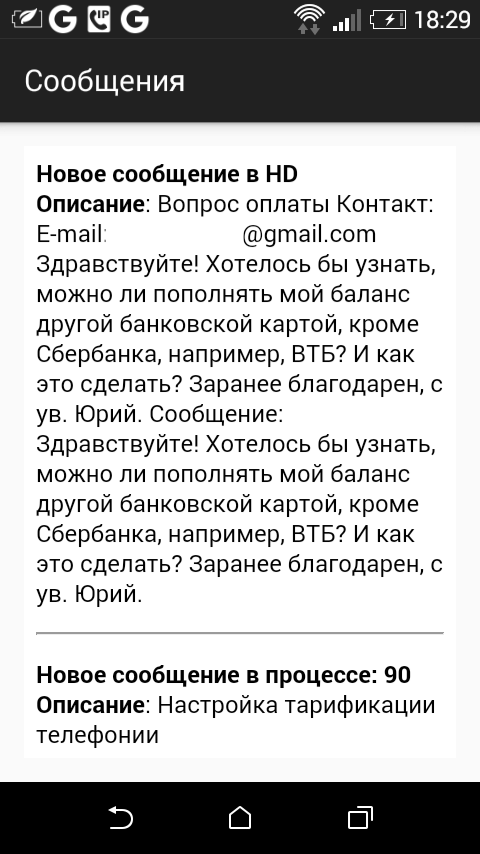 18:29
Сообщения
Новое сообщение в HD
Описание: Вопрос оплаты Контакт:
E-mail: @gmail.com
Здравствуйте! Хотелось бы узнать,
можно ли пополнять мой баланс
другой банковской картой, кроме
Сбербанка, например, ВТБ? И как
это сделать? Заранее благодарен, с
ув. Юрий. Сообщение:
Здравствуйте! Хотелось бы узнать,
можно ли пополнять мой баланс
другой банковской картой, кроме
Сбербанка, например, ВТБ? И как
это сделать? Заранее благодарен, с
ув. Юрий.
Новое сообщение в процессе: 90
Описание: Настройка тарификации
телефонии